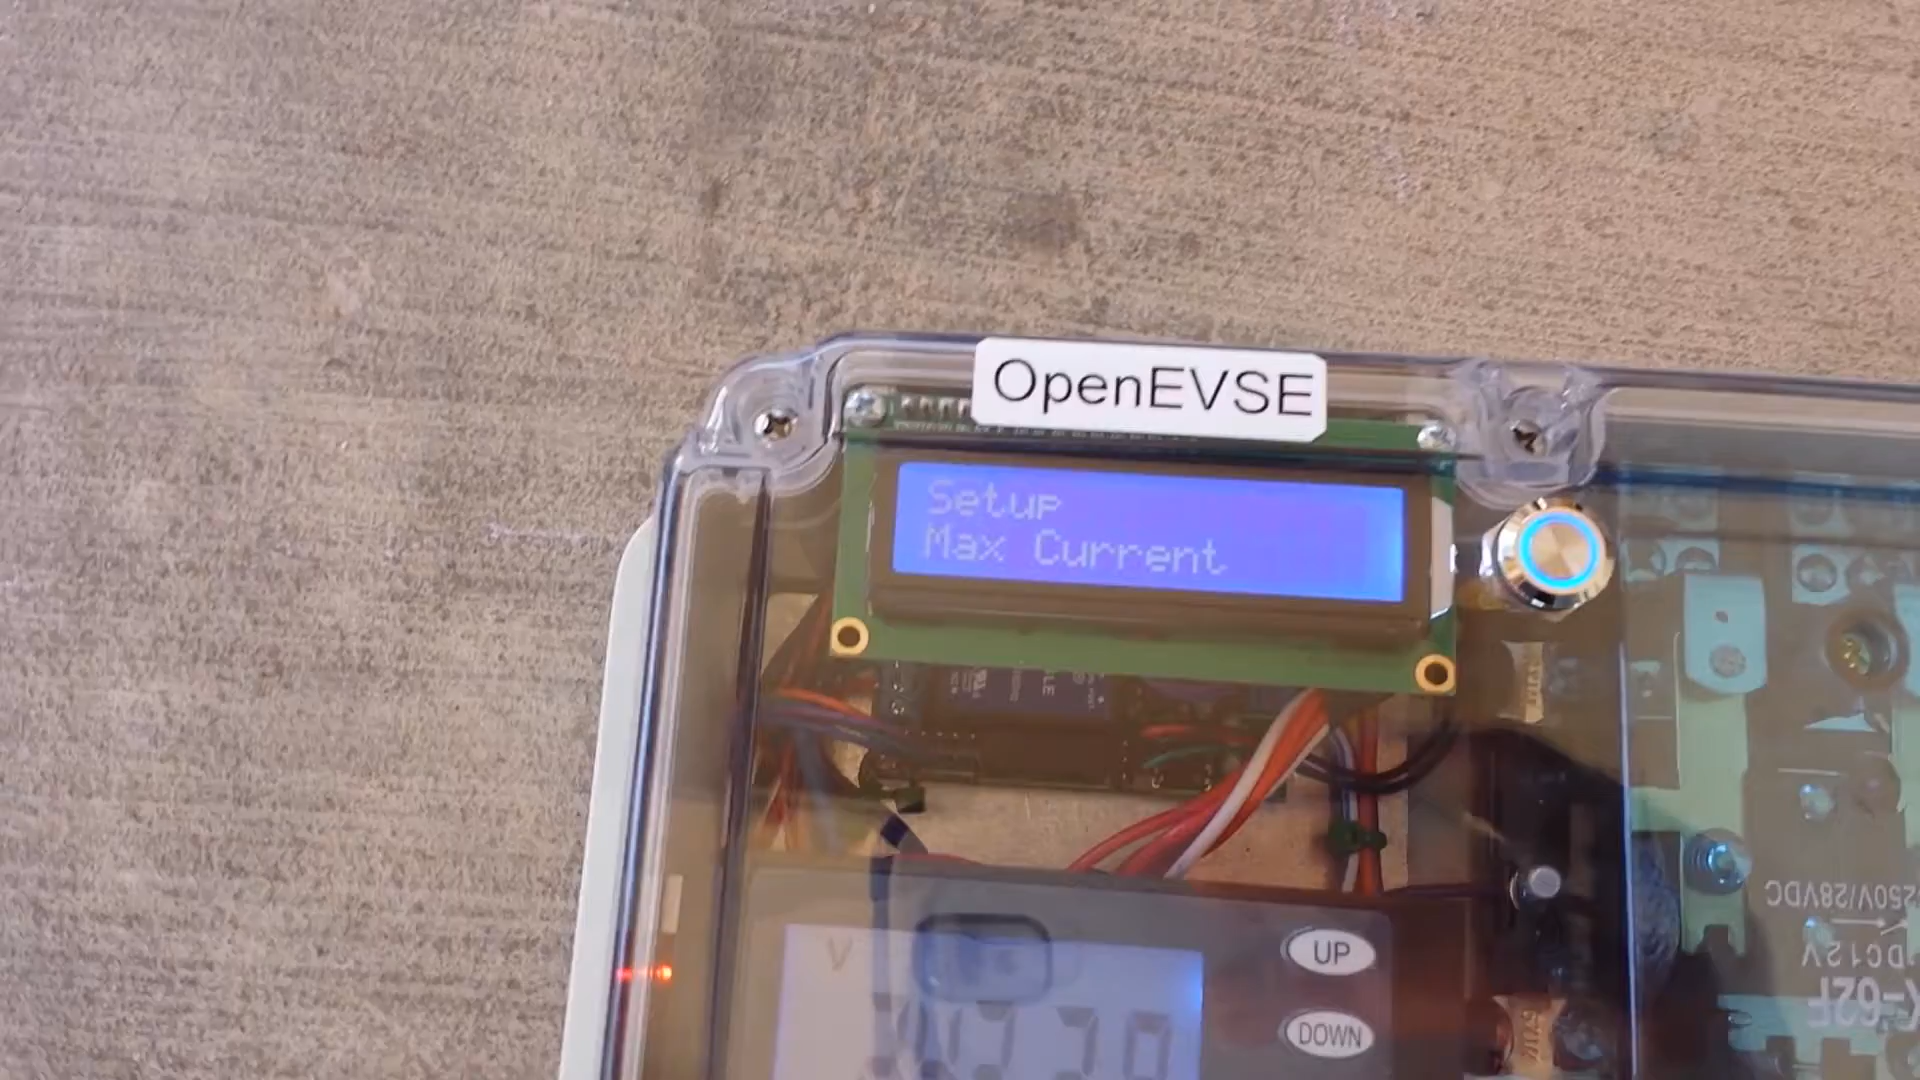 OpenEVSE
Setup
Max Current
UP
V
DOWN
250V/28VDC
DC12V